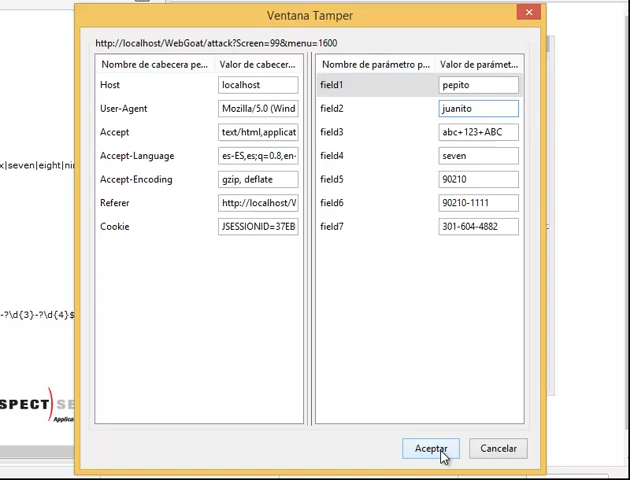 Ventana Tamper
http://localhost/WebGoat/attack?Screen=99&menu=1600
Nombre de cabecera pe... Valor de cabecer...
Host localhost
User-Agent Mozilla/5.0 (Wind
Accept text/html,applicat
Accept-Language es-ES,es;q=0.8,en-
Accept-Encoding gzip, deflate
Referer http://localhost/W
Cookie JSESSIONID=37EB
Nombre de parámetro p... Valor de parámet...
field1 pepito
field2 juanito
field3 abc+123+ABC
field4 seven
field5 90210
field6 90210-1111
field7 301-604-4882
Aceptar Cancelar
x|seven|eight|nin
-?\d{3}-?\d{4}$
SPECT SE
Applica